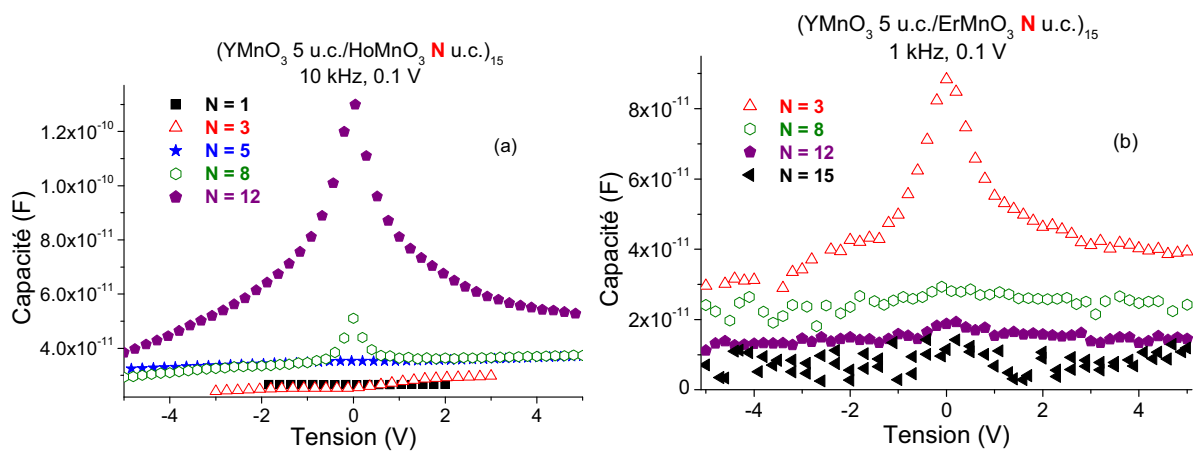 (YMnO₃ 5 u.c./HoMnO₃ N u.c.)₁₅
10 kHz, 0.1 V
N = 1
N = 3
N = 5
N = 8
N = 12
(a)
1.2x10⁻¹⁰
1.0x10⁻¹⁰
8.0x10⁻¹¹
6.0x10⁻¹¹
4.0x10⁻¹¹
Capacité (F)
-4 -2 0 2 4
Tension (V)
(YMnO₃ 5 u.c./ErMnO₃ N u.c.)₁₅
1 kHz, 0.1 V
N = 3
N = 8
N = 12
N = 15
(b)
8x10⁻¹¹
6x10⁻¹¹
4x10⁻¹¹
2x10⁻¹¹
0
Capacité (F)
-4 -2 0 2 4
Tension (V)